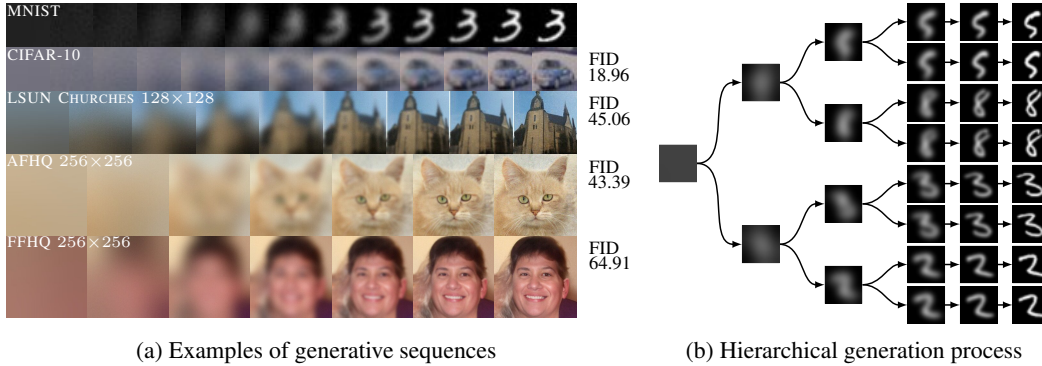 MNIST
CIFAR-10
FID
18.96
LSUN CHURCHES 128×128
FID
45.06
AFHQ 256×256
FID
43.39
FFHQ 256×256
FID
64.91
(a) Examples of generative sequences
(b) Hierarchical generation process